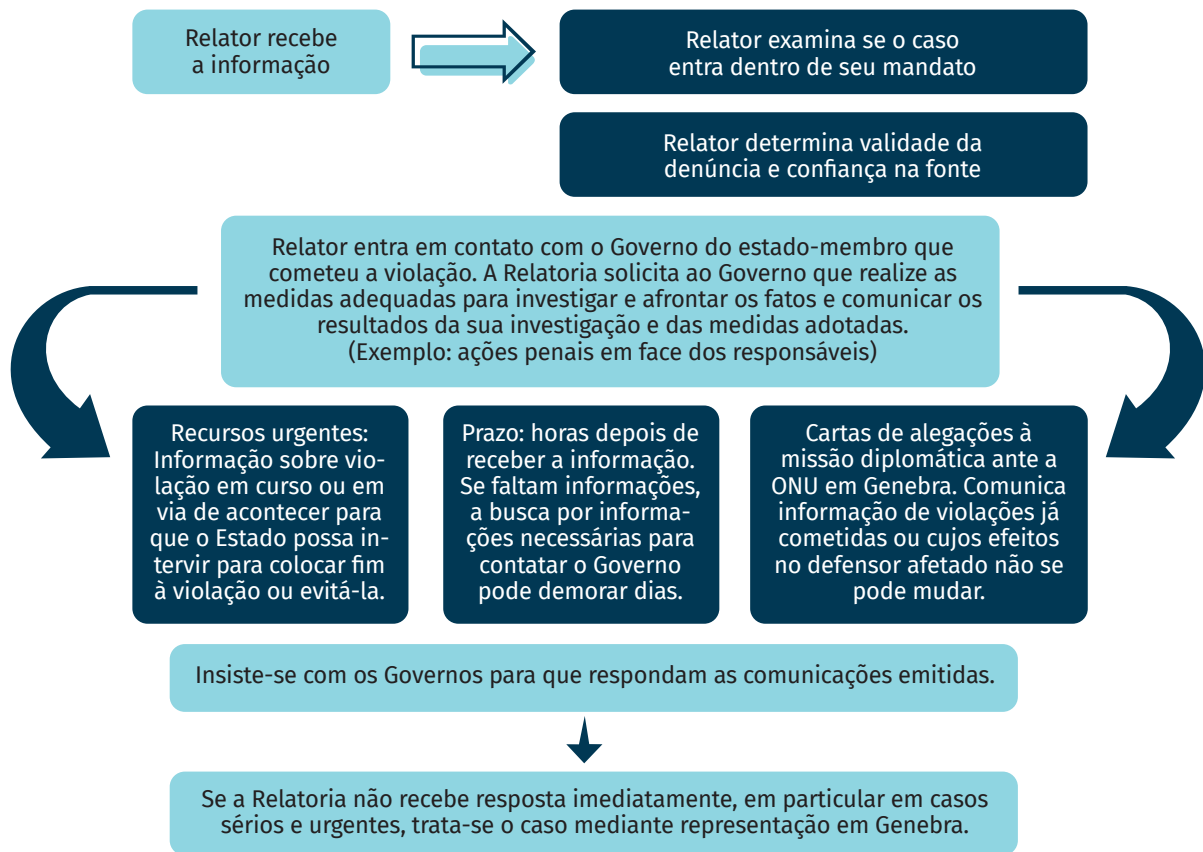 Relator recebe
a informação
Relator examina se o caso
entra dentro de seu mandato
Relator determina validade da
denúncia e confiança na fonte
Relator entra em contato com o Governo do estado-membro que
cometeu a violação. A Relatoria solicita ao Governo que realize as
medidas adequadas para investigar e afrontar os fatos e comunicar os
resultados da sua investigação e das medidas adotadas.
(Exemplo: ações penais em face dos responsáveis)
Recursos urgentes:
Informação sobre vio-
lação em curso ou em
via de acontecer para
que o Estado possa in-
tervir para colocar fim
à violação ou evitá-la.
Prazo: horas depois de
receber a informação.
Se faltam informações,
a busca por informa-
ções necessárias para
contatar o Governo
pode demorar dias.
Cartas de alegações à
missão diplomática ante a
ONU em Genebra. Comunica
informação de violações já
cometidas ou cujos efeitos
no defensor afetado não se
pode mudar.
Insiste-se com os Governos para que respondam as comunicações emitidas.
Se a Relatoria não recebe resposta imediatamente, em particular em casos
sérios e urgentes, trata-se o caso mediante representação em Genebra.